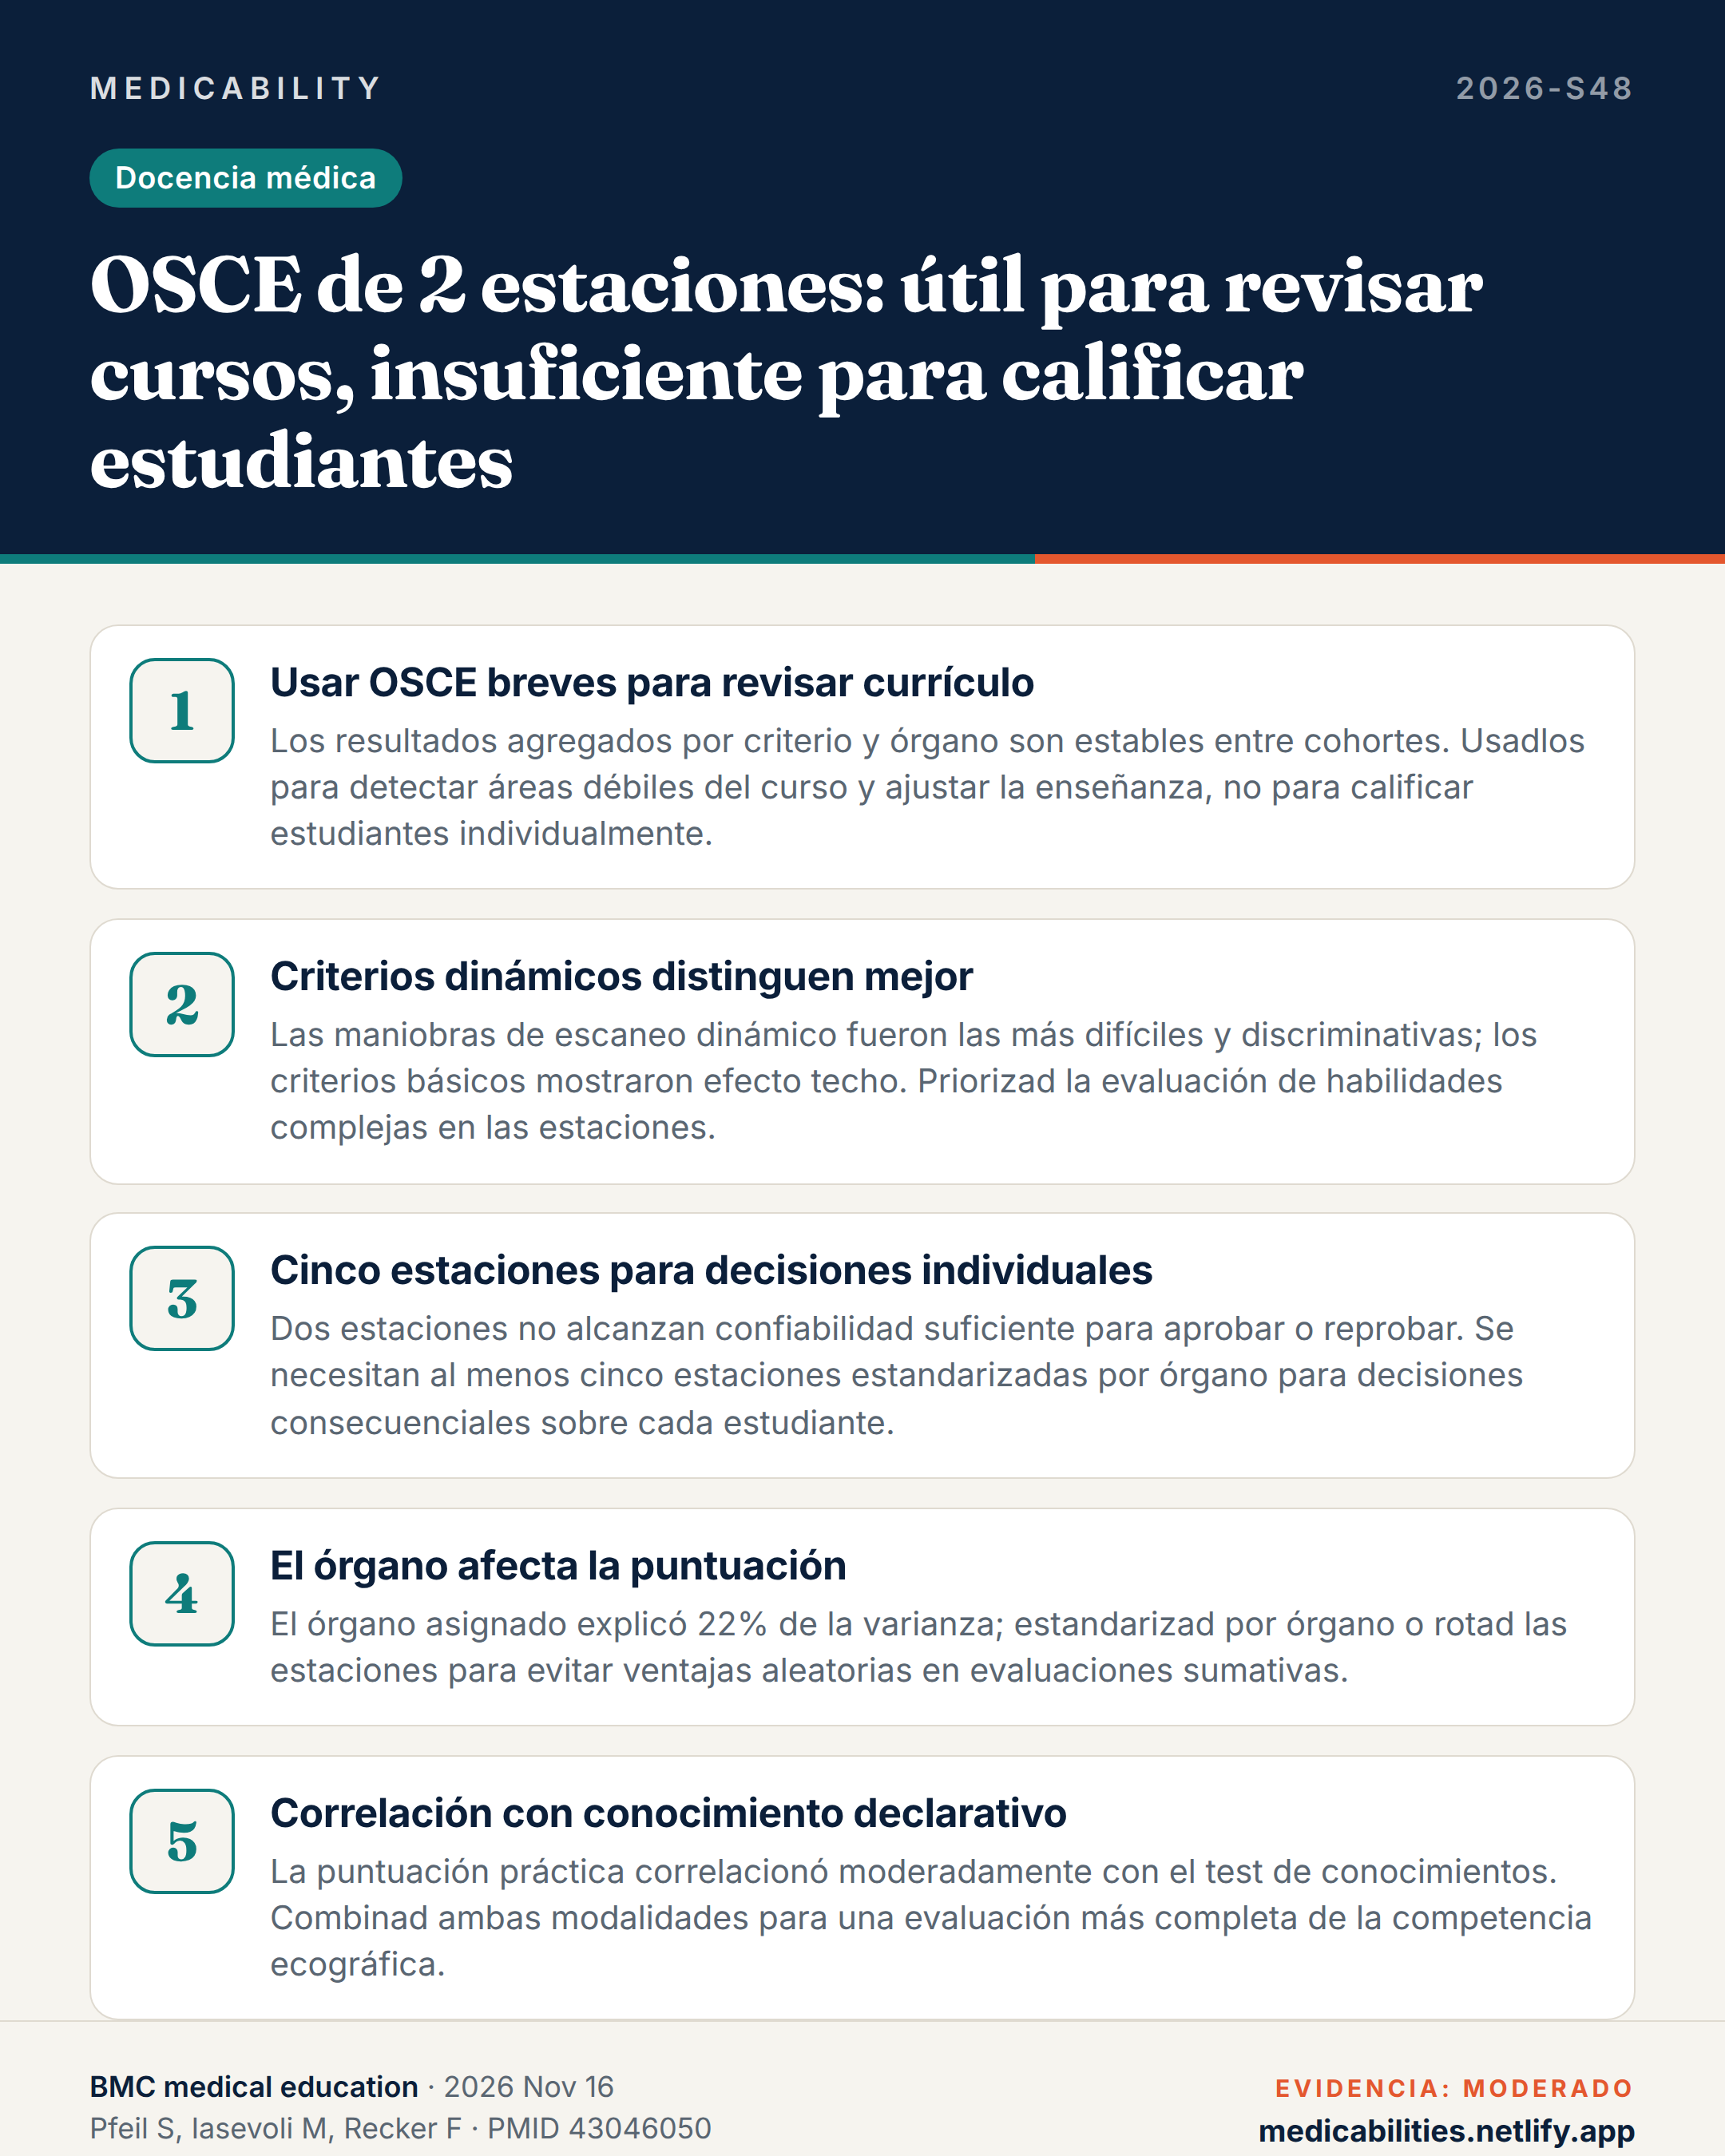 MEDICABILITY
2026-S48
Docencia médica
OSCE de 2 estaciones: útil para revisar
cursos, insuficiente para calificar
estudiantes
1
Usar OSCE breves para revisar currículo
Los resultados agregados por criterio y órgano son estables entre cohortes. Usadlos
para detectar áreas débiles del curso y ajustar la enseñanza, no para calificar
estudiantes individualmente.
2
Criterios dinámicos distinguen mejor
Las maniobras de escaneo dinámico fueron las más difíciles y discriminativas; los
criterios básicos mostraron efecto techo. Priorizad la evaluación de habilidades
complejas en las estaciones.
3
Cinco estaciones para decisiones individuales
Dos estaciones no alcanzan confiabilidad suficiente para aprobar o reprobar. Se
necesitan al menos cinco estaciones estandarizadas por órgano para decisiones
consecuenciales sobre cada estudiante.
4
El órgano afecta la puntuación
El órgano asignado explicó 22% de la varianza; estandarizad por órgano o rotad las
estaciones para evitar ventajas aleatorias en evaluaciones sumativas.
5
Correlación con conocimiento declarativo
La puntuación práctica correlacionó moderadamente con el test de conocimientos.
Combinad ambas modalidades para una evaluación más completa de la competencia
ecográfica.
BMC medical education · 2026 Nov 16
Pfeil S, Iasevoli M, Recker F · PMID 43046050
EVIDENCIA: MODERADO
medicabilities.netlify.app